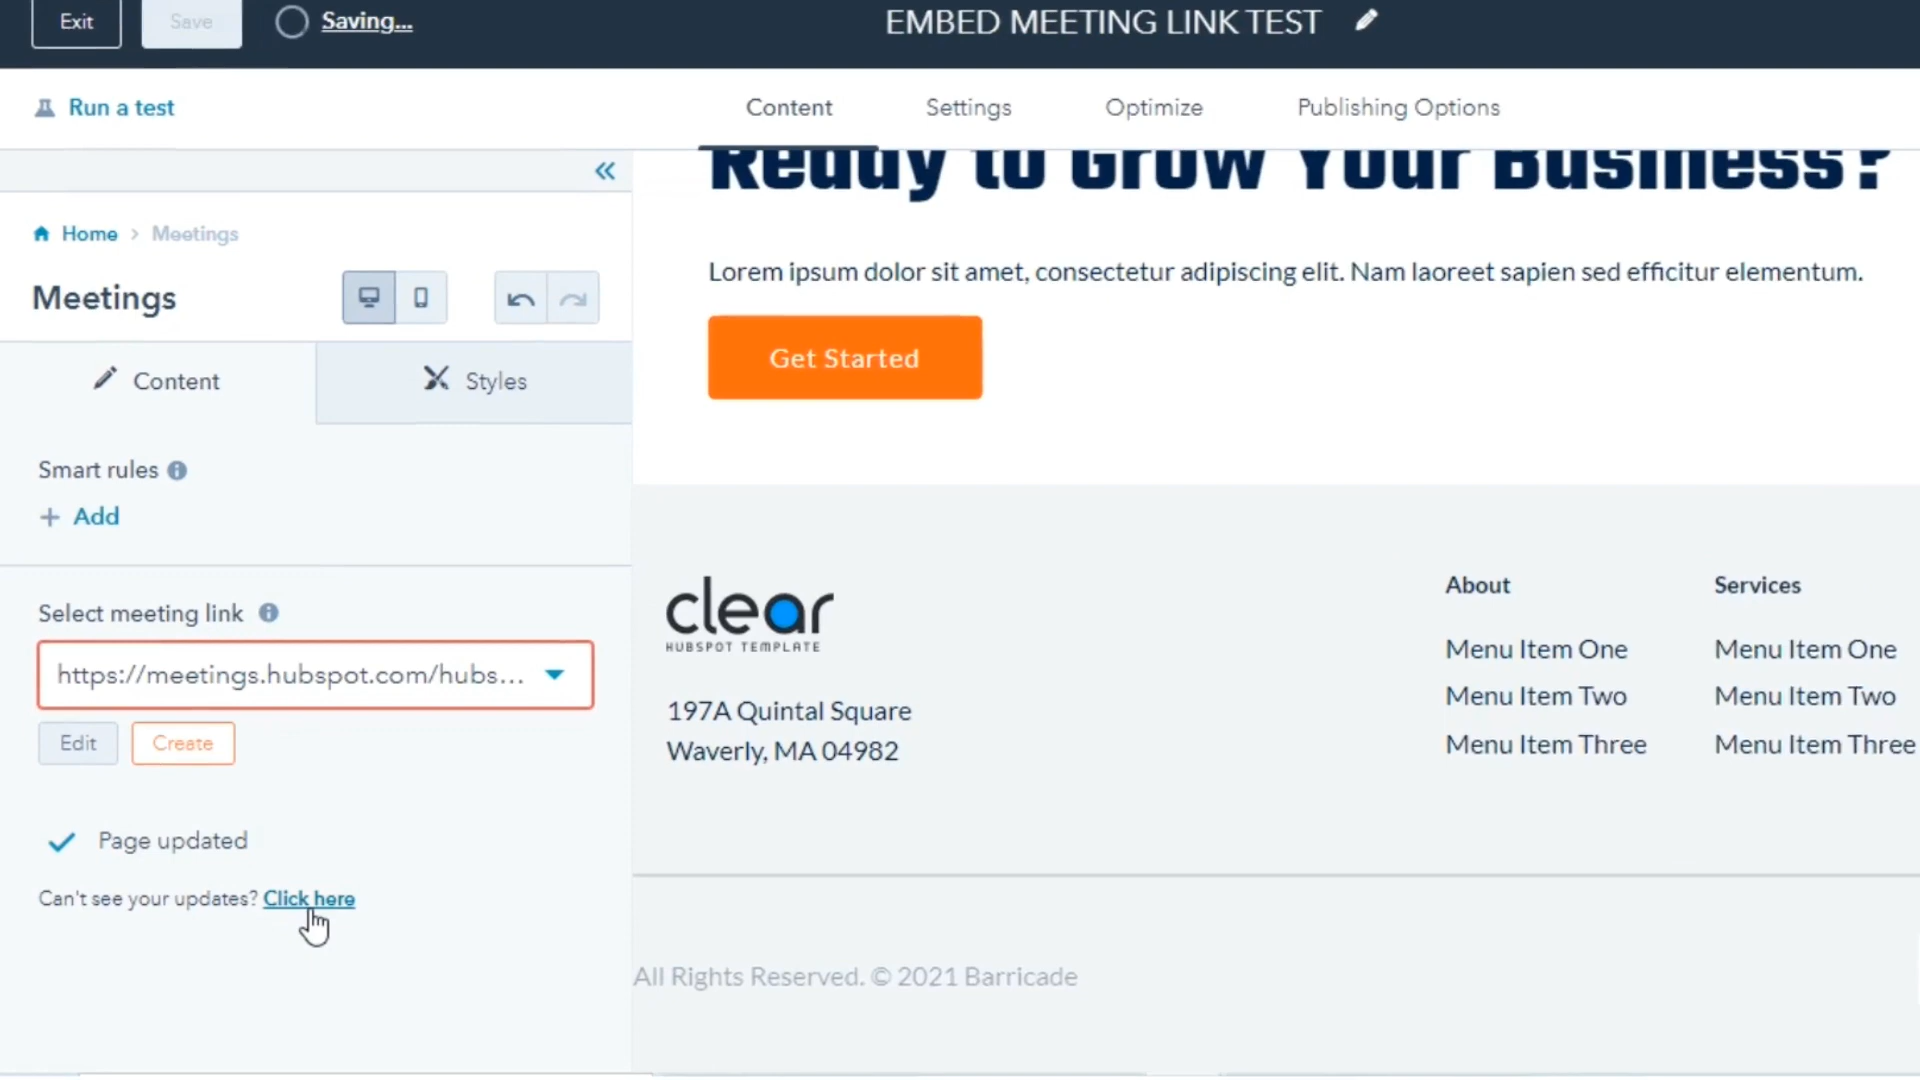 Exit
Save
Saving...
EMBED MEETING LINK TEST
Run a test
Content
Settings
Optimize
Publishing Options
Home > Meetings
Meetings
Content
Styles
Smart rules
+ Add
Select meeting link
https://meetings.hubspot.com/hubs...
Edit
Create
Page updated
Can't see your updates? Click here
Ready to Grow Your Business?
Lorem ipsum dolor sit amet, consectetur adipiscing elit. Nam laoreet sapien sed efficitur elementum.
Get Started
clear
HUBSPOT TEMPLATE
197A Quintal Square
Waverly, MA 04982
About
Menu Item One
Menu Item Two
Menu Item Three
Services
Menu Item One
Menu Item Two
Menu Item Three
All Rights Reserved. © 2021 Barricade